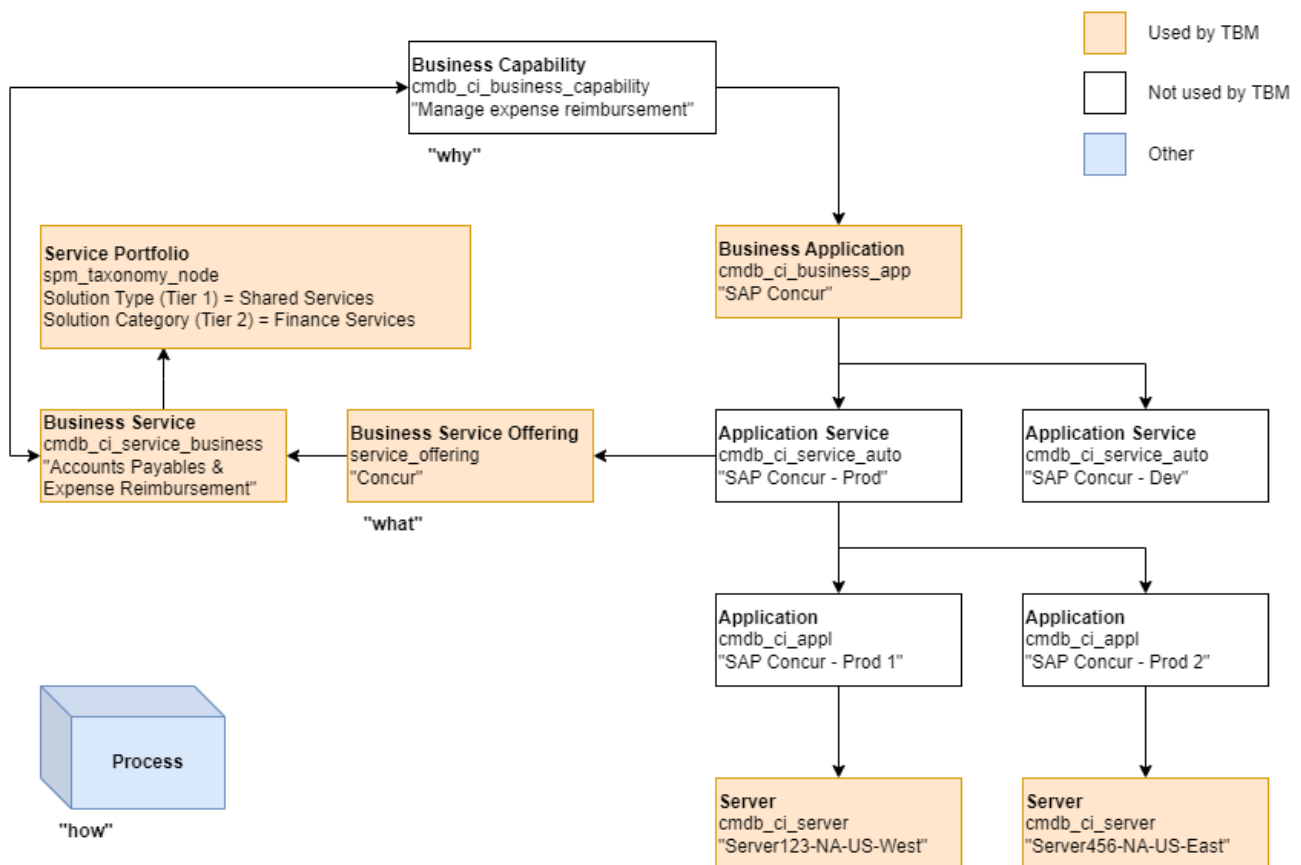 Used by TBM
Not used by TBM
Other
Business Capability
cmdb_ci_business_capability
"Manage expense reimbursement"
"why"
Service Portfolio
spm_taxonomy_node
Solution Type (Tier 1) = Shared Services
Solution Category (Tier 2) = Finance Services
Business Application
cmdb_ci_business_app
"SAP Concur"
Business Service
cmdb_ci_service_business
"Accounts Payables &
Expense Reimbursement"
Business Service Offering
service_offering
"Concur"
"what"
Application Service
cmdb_ci_service_auto
"SAP Concur - Prod"
Application Service
cmdb_ci_service_auto
"SAP Concur - Dev"
Application
cmdb_ci_appl
"SAP Concur - Prod 1"
Application
cmdb_ci_appl
"SAP Concur - Prod 2"
Process
"how"
Server
cmdb_ci_server
"Server123-NA-US-West"
Server
cmdb_ci_server
"Server456-NA-US-East"